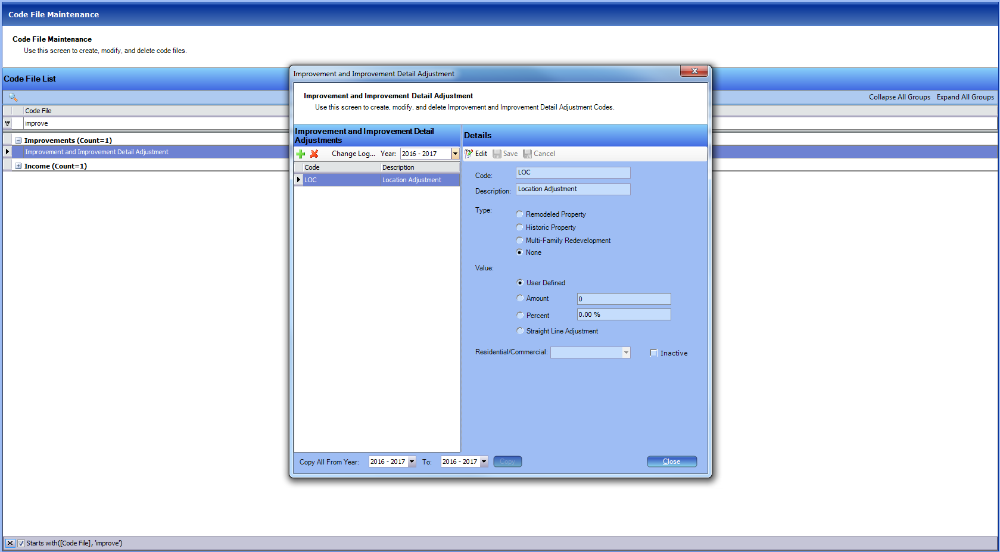 Code File Maintenance
Code File Maintenance
Use this screen to create, modify, and delete code files.
Code File List
Collapse All Groups Expand All Groups
Code File
improve
Improvements (Count=1)
Improvement and Improvement Detail Adjustment
Income (Count=1)
Improvement and Improvement Detail Adjustment
Improvement and Improvement Detail Adjustment
Use this screen to create, modify, and delete Improvement and Improvement Detail Adjustment Codes.
Improvement and Improvement Detail
Adjustments
Change Log... Year: 2016 - 2017
Code Description
LOC Location Adjustment
Details
Edit Save Cancel
Code: LOC
Description: Location Adjustment
Type:
Remodeled Property
Historic Property
Multi-Family Redevelopment
None
Value:
User Defined
Amount 0
Percent 0.00 %
Straight Line Adjustment
Residential/Commercial: Inactive
Copy All From Year: 2016 - 2017 To: 2016 - 2017 Copy
Close
Starts with([Code File], 'improve')